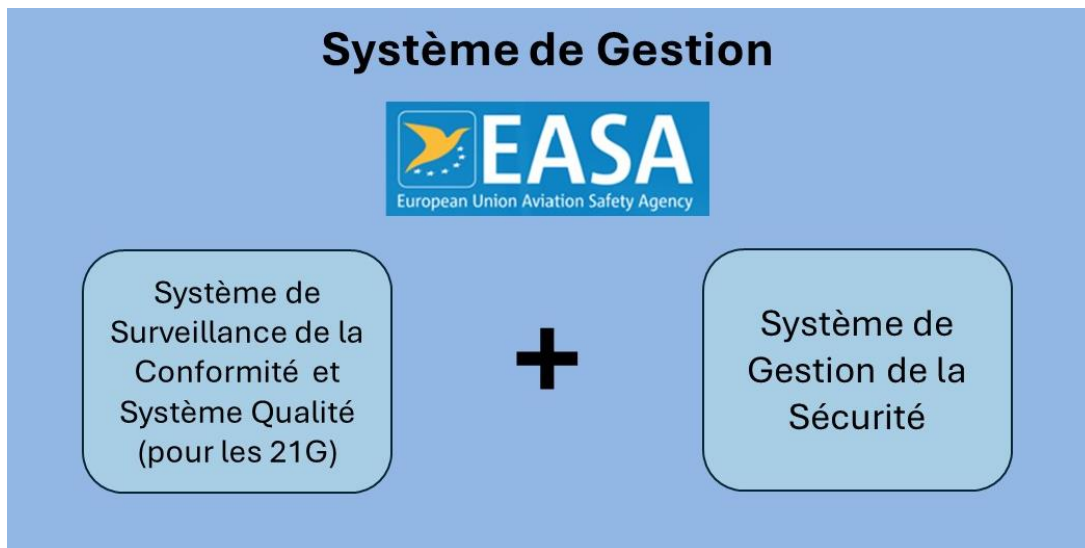 Système de Gestion
EASA
European Union Aviation Safety Agency
Système de
Surveillance de la
Conformité et
Système Qualité
(pour les 21G)
+
Système de
Gestion de la
Sécurité